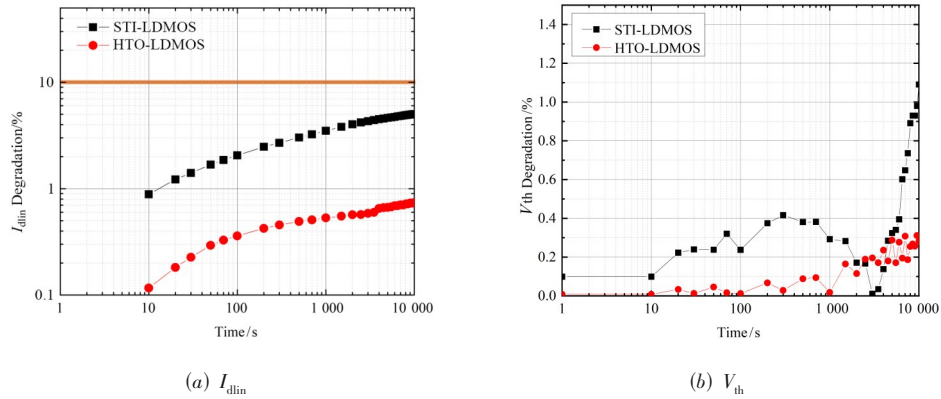 STI-LDMOS
HTO-LDMOS
10
1
0.1
I_dlin Degradation/%
1 10 100 1 000 10 000
Time/s
(a) I_dlin
1.4
1.2
1.0
0.8
0.6
0.4
0.2
0.0
Vth Degradation/%
STI-LDMOS
HTO-LDMOS
1 10 100 1 000 10 000
Time/s
(b) V_th